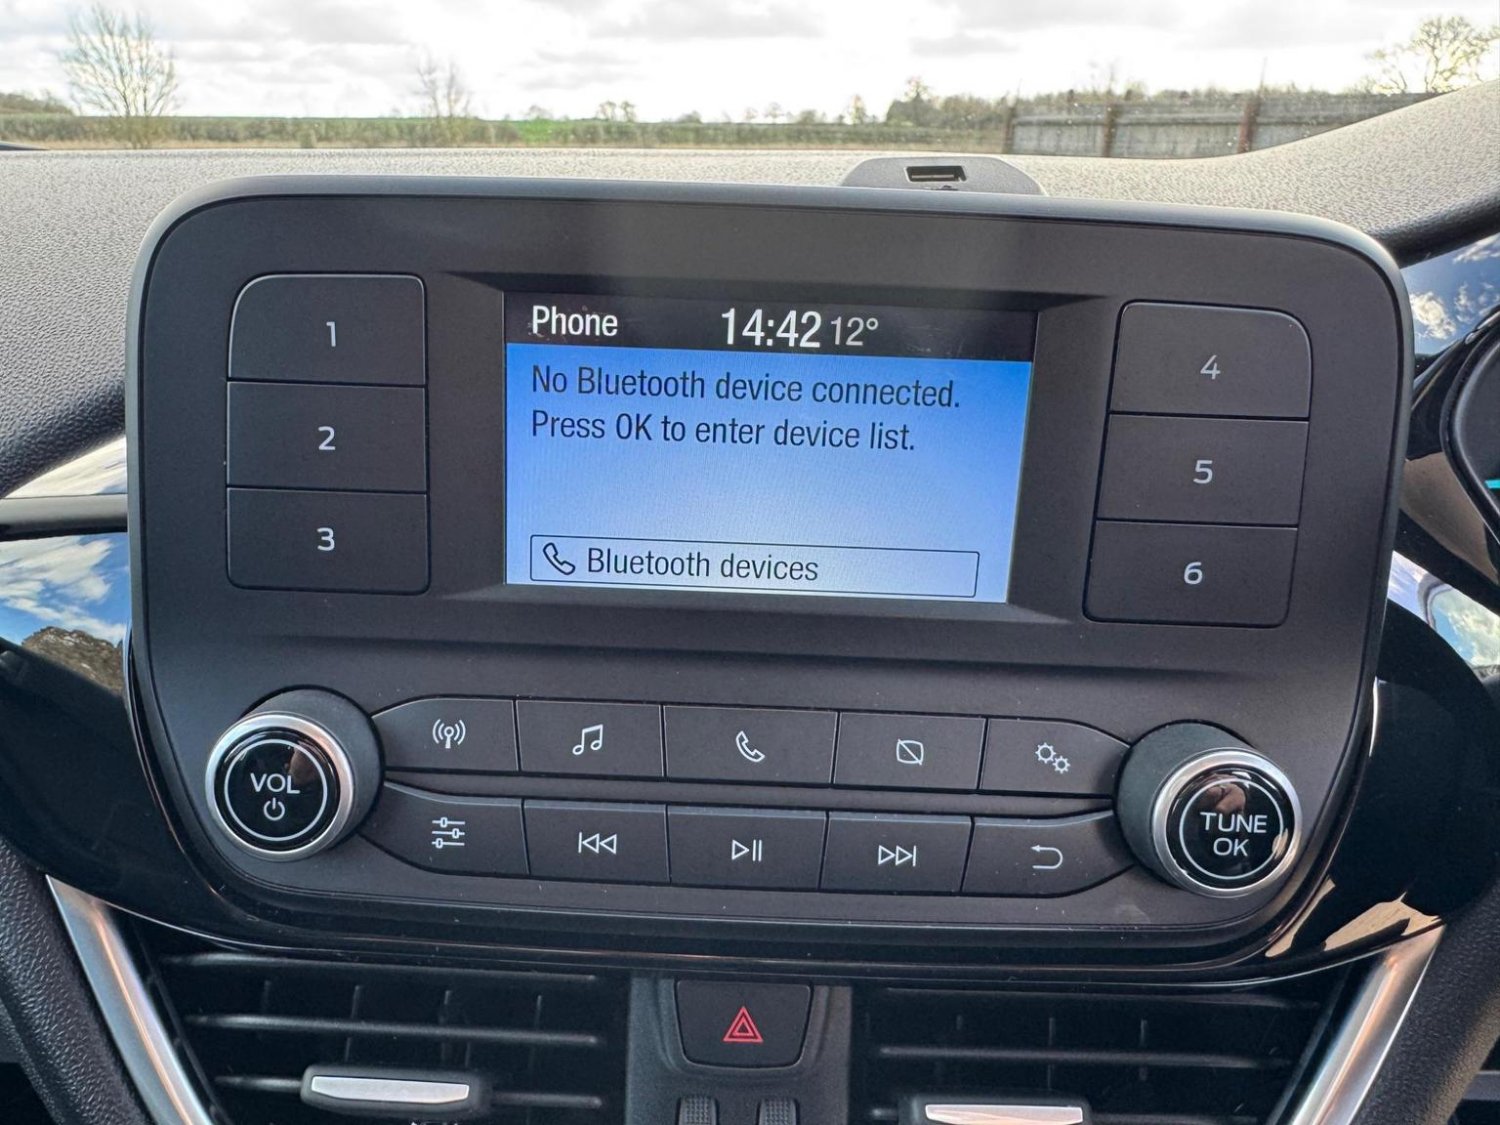 Phone 14:42 12°
No Bluetooth device connected.
Press OK to enter device list.
Bluetooth devices
1
2
3
4
5
6
VOL
TUNE
OK